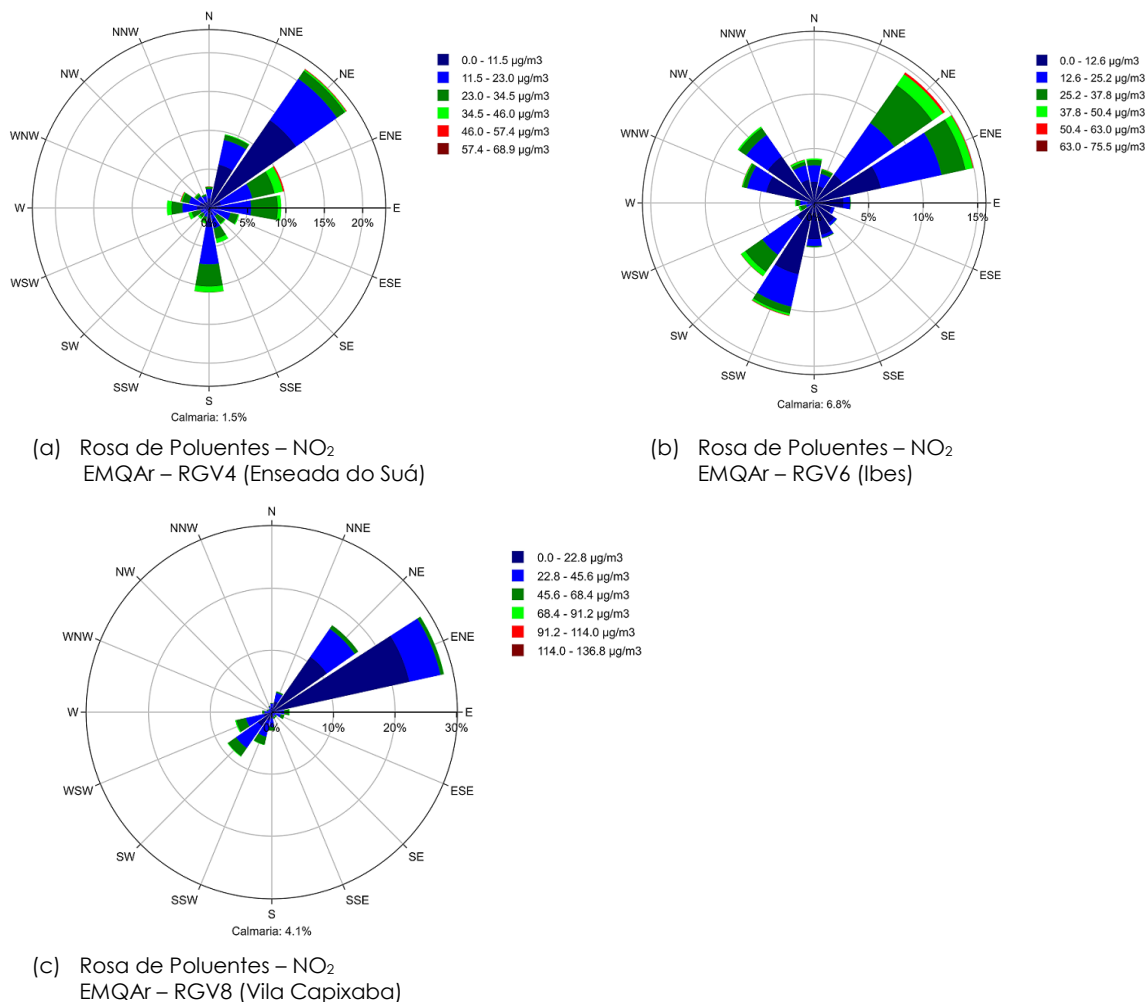 N
NNW
NNE
NW
NE
WNW
ENE
W
0%
5%
10%
15%
20%
E
WSW
ESE
SW
SE
SSW
SSE
S
Calmaria: 1.5%
0.0 - 11.5 µg/m3
11.5 - 23.0 µg/m3
23.0 - 34.5 µg/m3
34.5 - 46.0 µg/m3
46.0 - 57.4 µg/m3
57.4 - 68.9 µg/m3
(a) Rosa de Poluentes – NO₂
EMQAr – RGV4 (Enseada do Suá)
N
NNW
NNE
NW
NE
WNW
ENE
W
5%
10%
15%
E
WSW
ESE
SW
SE
SSW
SSE
S
Calmaria: 6.8%
0.0 - 12.6 µg/m3
12.6 - 25.2 µg/m3
25.2 - 37.8 µg/m3
37.8 - 50.4 µg/m3
50.4 - 63.0 µg/m3
63.0 - 75.5 µg/m3
(b) Rosa de Poluentes – NO₂
EMQAr – RGV6 (Ibes)
N
NNW
NNE
NW
NE
WNW
ENE
W
0%
10%
20%
30%
E
WSW
ESE
SW
SE
SSW
SSE
S
Calmaria: 4.1%
0.0 - 22.8 µg/m3
22.8 - 45.6 µg/m3
45.6 - 68.4 µg/m3
68.4 - 91.2 µg/m3
91.2 - 114.0 µg/m3
114.0 - 136.8 µg/m3
(c) Rosa de Poluentes – NO₂
EMQAr – RGV8 (Vila Capixaba)